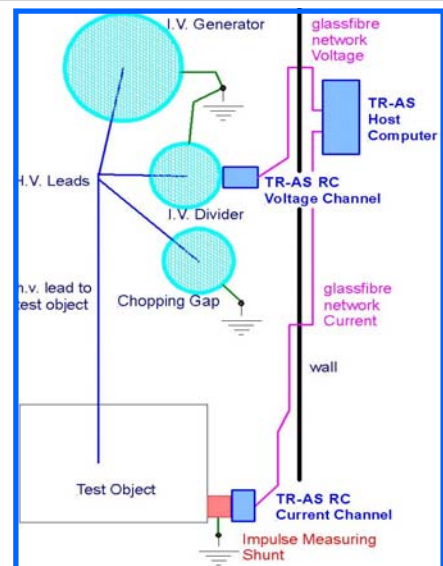 I.V. Generator
glassfibre
network
Voltage
TR-AS
Host
Computer
H.V. Leads
TR-AS RC
Voltage Channel
I.V. Divider
h.v. lead to
test object
Chopping Gap
glassfibre
network
Current
wall
Test Object
TR-AS RC
Current Channel
Impulse Measuring
Shunt